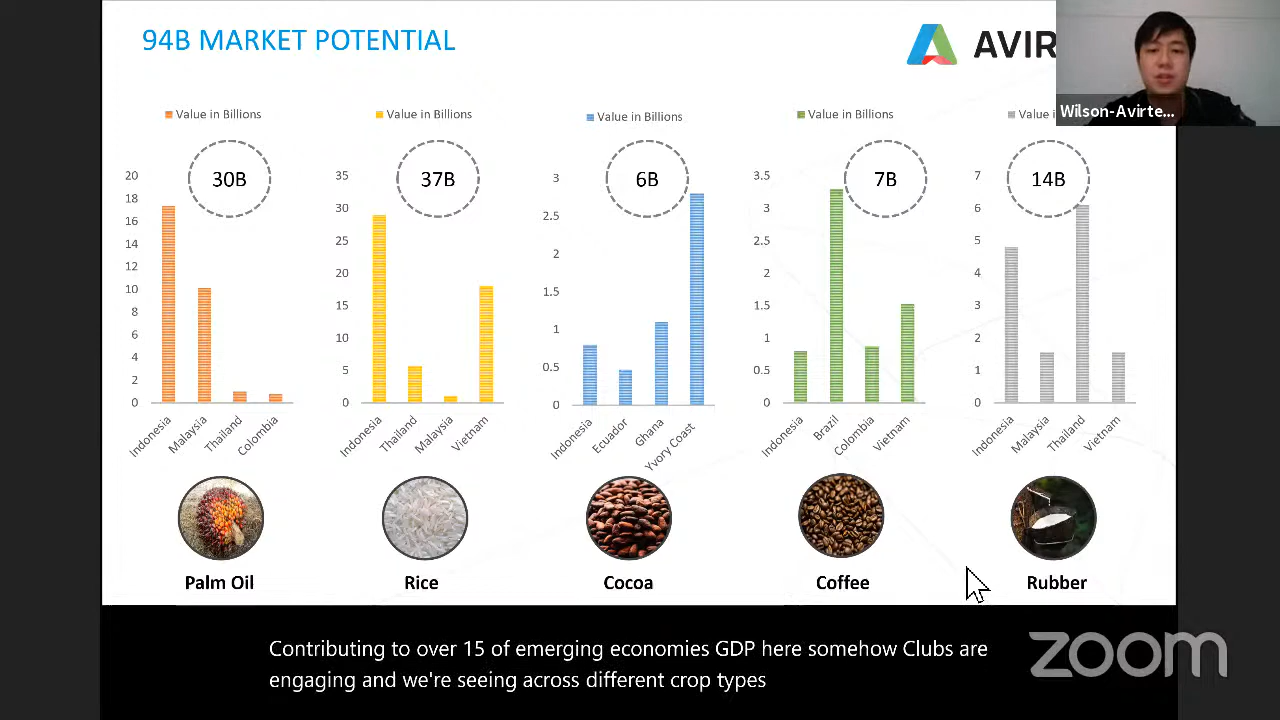 94B MARKET POTENTIAL
AVIR
Wilson-Avirte...
Value in Billions
30B
20
18
16
14
12
10
8
6
4
2
0
Indonesia
Malaysia
Thailand
Colombia
Palm Oil
Value in Billions
37B
35
30
25
20
15
10
5
0
Indonesia
Thailand
Malaysia
Vietnam
Rice
Value in Billions
6B
3
2.5
2
1.5
1
0.5
0
Indonesia
Ecuador
Ghana
Yvory Coast
Cocoa
Value in Billions
7B
3.5
3
2.5
2
1.5
1
0.5
0
Indonesia
Brazil
Colombia
Vietnam
Coffee
Value i
14B
7
6
5
4
3
2
1
0
Indonesia
Malaysia
Thailand
Vietnam
Rubber
Contributing to over 15 of emerging economies GDP here somehow Clubs are
engaging and we're seeing across different crop types
zoom